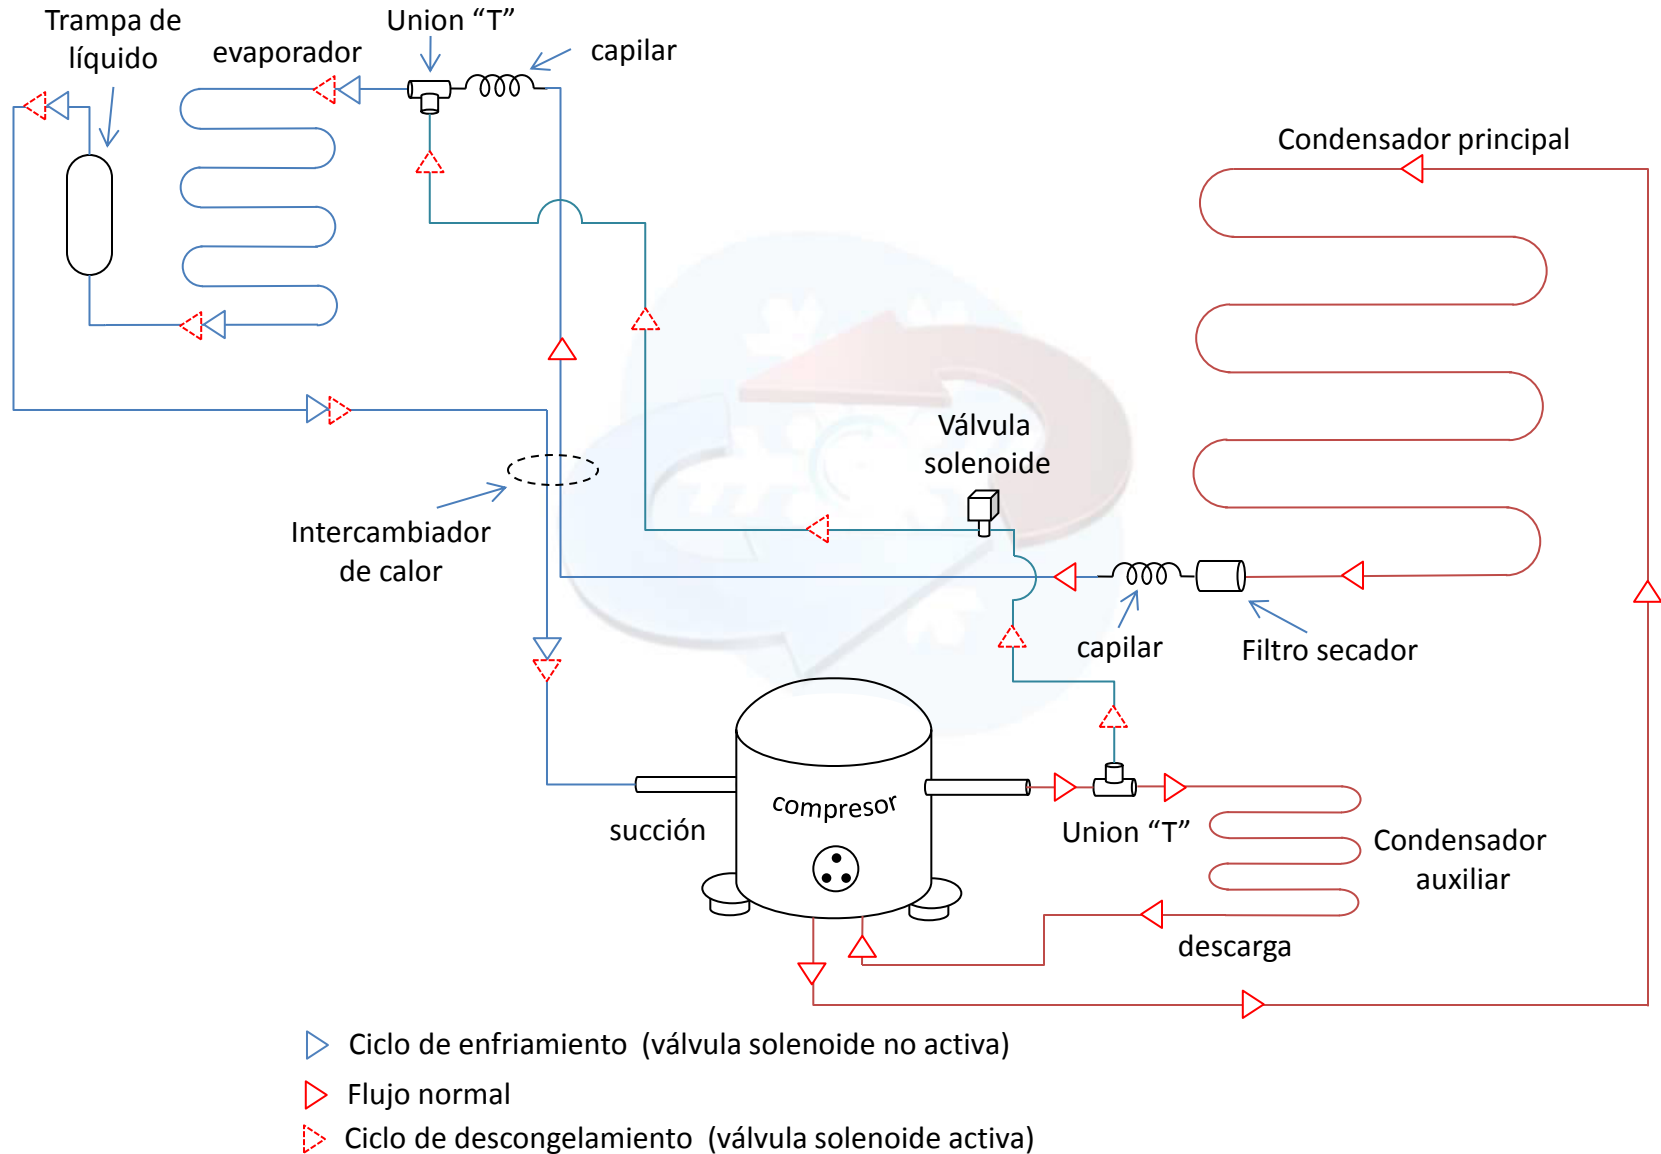 Trampa de
líquido
evaporador
Union “T”
capilar
Condensador principal
Válvula
solenoide
Intercambiador
de calor
capilar
Filtro secador
compresor
succión
Union “T”
Condensador
auxiliar
descarga
Ciclo de enfriamiento (válvula solenoide no activa)
Flujo normal
Ciclo de descongelamiento (válvula solenoide activa)